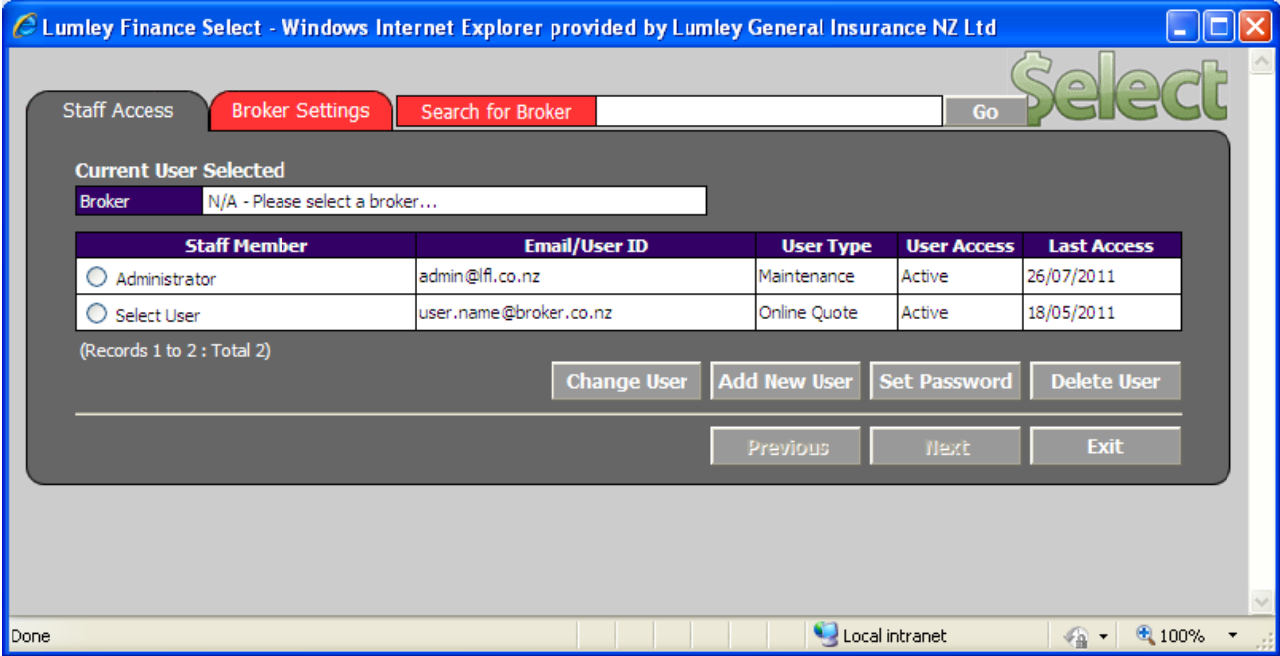 Lumley Finance Select - Windows Internet Explorer provided by Lumley General Insurance NZ Ltd
$elect
Staff Access Broker Settings Search for Broker Go
Current User Selected
Broker N/A - Please select a broker...
Staff Member Email/User ID User Type User Access Last Access
Administrator admin@lfl.co.nz Maintenance Active 26/07/2011
Select User user.name@broker.co.nz Online Quote Active 18/05/2011
(Records 1 to 2 : Total 2)
Change User Add New User Set Password Delete User
Previous Next Exit
Done Local intranet 100%